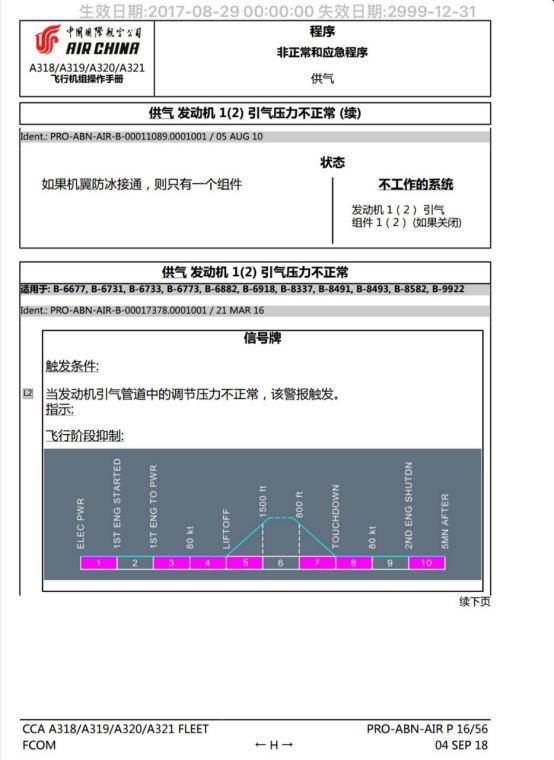 生效日期:2017-08-29 00:00:00 失效日期:2999-12-31
中国国际航空公司
AIR CHINA
A318/A319/A320/A321
飞行机组操作手册
程序
非正常和应急程序
供气
供气 发动机 1(2) 引气压力不正常 (续)
Ident.: PRO-ABN-AIR-B-00011089.0001001 / 05 AUG 10
状态
如果机翼防冰接通，则只有一个组件
不工作的系统
发动机 1（2） 引气
组件 1（2）(如果关闭)
供气 发动机 1(2) 引气压力不正常
适用于: B-6677, B-6731, B-6733, B-6773, B-6882, B-6918, B-8337, B-8491, B-8493, B-8582, B-9922
Ident.: PRO-ABN-AIR-B-00017378.0001001 / 21 MAR 16
信号牌
触发条件:
L2 当发动机引气管道中的调节压力不正常，该警报触发。
指示:
飞行阶段抑制:
ELEC PWR
1ST ENG STARTED
1ST ENG TO PWR
80 kt
LIFTOFF
1500 ft
800 ft
TOUCHDOWN
80 kt
2ND ENG SHUTDN
5MN AFTER
1 2 3 4 5 6 7 8 9 10
续下页
CCA A318/A319/A320/A321 FLEET
PRO-ABN-AIR P 16/56
FCOM
← H →
04 SEP 18